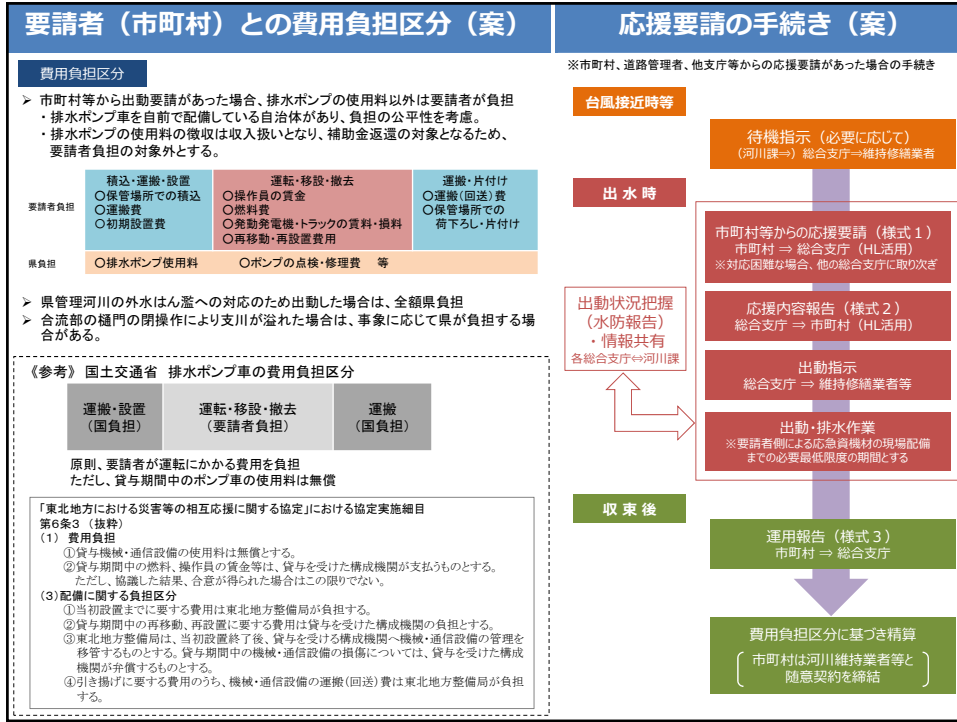 要請者（市町村）との費用負担区分（案）
費用負担区分
➢ 市町村等から出動要請があった場合、排水ポンプの使用料以外は要請者が負担
・排水ポンプ車を自前で配備している自治体があり、負担の公平性を考慮。
・排水ポンプの使用料の徴収は収入扱いとなり、補助金返還の対象となるため、
要請者負担の対象外とする。
要請者負担
積込・運搬・設置
〇保管場所での積込
〇運搬費
〇初期設置費
運転・移設・撤去
〇操作員の賃金
〇燃料費
〇発動発電機・トラックの賃料・損料
〇再移動・再設置費用
運搬・片付け
〇運搬（回送）費
〇保管場所での
荷下ろし・片付け
県負担
〇排水ポンプ使用料 〇ポンプの点検・修理費 等
➢ 県管理河川の外水はん濫への対応のため出動した場合は、全額県負担
➢ 合流部の樋門の閉操作により支川が溢れた場合は、事象に応じて県が負担する場
合がある。
《参考》 国土交通省 排水ポンプ車の費用負担区分
運搬・設置
（国負担）
運転・移設・撤去
（要請者負担）
運搬
（国負担）
原則、要請者が運転にかかる費用を負担
ただし、貸与期間中のポンプ車の使用料は無償
「東北地方における災害等の相互応援に関する協定」における協定実施細目
第6条3 （抜粋）
（1） 費用負担
①貸与機械・通信設備の使用料は無償とする。
②貸与期間中の燃料、操作員の賃金等は、貸与を受けた構成機関が支払うものとする。
ただし、協議した結果、合意が得られた場合はこの限りでない。
（3）配備に関する負担区分
①当初設置までに要する費用は東北地方整備局が負担する。
②貸与期間中の再移動、再設置に要する費用は貸与を受けた構成機関の負担とする。
③東北地方整備局は、当初設置終了後、貸与を受ける構成機関へ機械・通信設備の管理を
移管するものとする。貸与期間中の機械・通信設備の損傷については、貸与を受けた構成
機関が弁償するものとする。
④引き揚げに要する費用のうち、機械・通信設備の運搬（回送）費は東北地方整備局が負担
する。
応援要請の手続き（案）
※市町村、道路管理者、他支庁等からの応援要請があった場合の手続き
台風接近時等
待機指示（必要に応じて）
（河川課⇒）総合支庁⇒維持修繕業者
出 水 時
市町村等からの応援要請（様式１）
市町村 ⇒ 総合支庁（HL活用）
※対応困難な場合、他の総合支庁に取り次ぎ
応援内容報告（様式２）
総合支庁 ⇒ 市町村（HL活用）
出動指示
総合支庁 ⇒ 維持修繕業者等
出動・排水作業
※要請者側による応急資機材の現場配備
までの必要最低限度の期間とする
出動状況把握
（水防報告）
・情報共有
各総合支庁⇔河川課
収 束 後
運用報告（様式３）
市町村 ⇒ 総合支庁
費用負担区分に基づき精算
市町村は河川維持業者等と
随意契約を締結